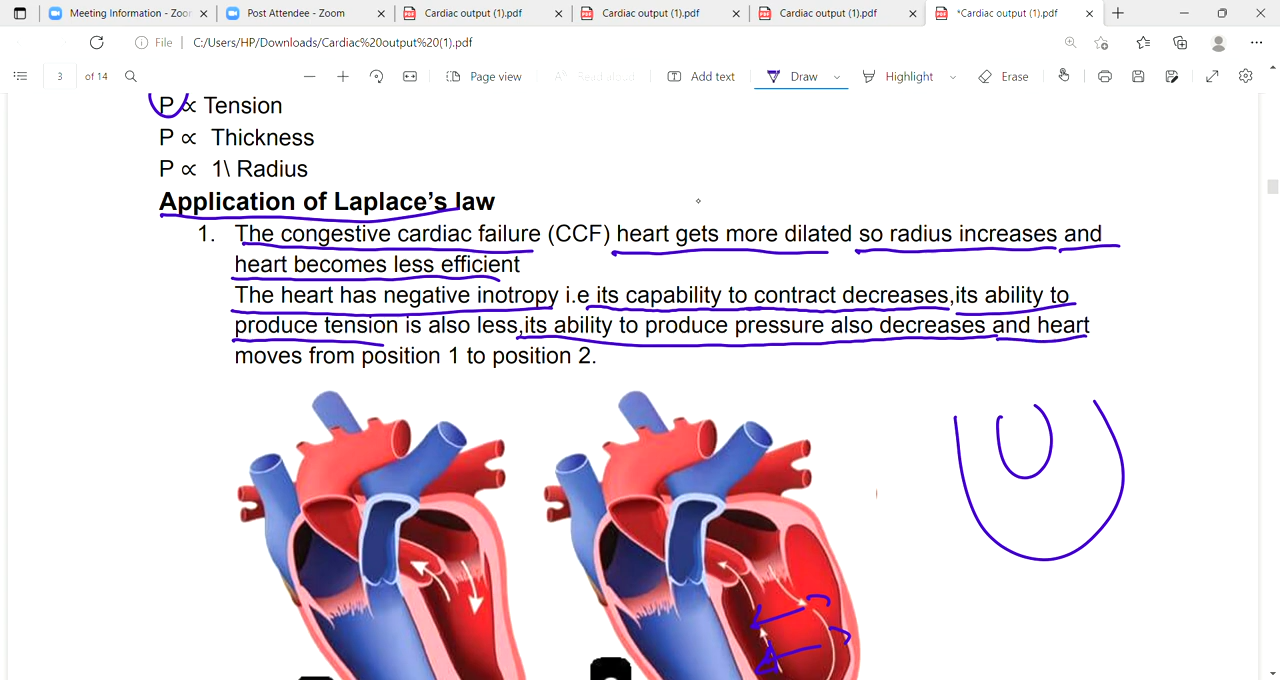 Meeting Information - Zoo
Post Attendee - Zoom
Cardiac output (1).pdf
Cardiac output (1).pdf
Cardiac output (1).pdf
*Cardiac output (1).pdf
File
C:/Users/HP/Downloads/Cardiac%20output%20(1).pdf
3 of 14
Page view
Read aloud
Add text
Draw
Highlight
Erase
P ∝ Tension
P ∝ Thickness
P ∝ 1\ Radius
Application of Laplace's law
1. The congestive cardiac failure (CCF) heart gets more dilated so radius increases and
heart becomes less efficient
The heart has negative inotropy i.e its capability to contract decreases,its ability to
produce tension is also less,its ability to produce pressure also decreases and heart
moves from position 1 to position 2.